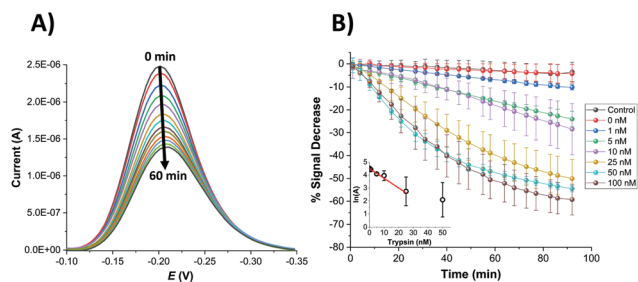 A)
B)
0 min
60 min
Current (A)
2.5E-06
2.0E-06
1.5E-06
1.0E-06
5.0E-07
0.0E+00
-0.10 -0.15 -0.20 -0.25 -0.30 -0.35
E (V)
% Signal Decrease
0
-10
-20
-30
-40
-50
-60
-70
-80
0 20 40 60 80 100
Time (min)
ln(A)
5
4
3
2
1
0
0 10 20 30 40 50
Trypsin (nM)
Control
0 nM
1 nM
5 nM
10 nM
25 nM
50 nM
100 nM